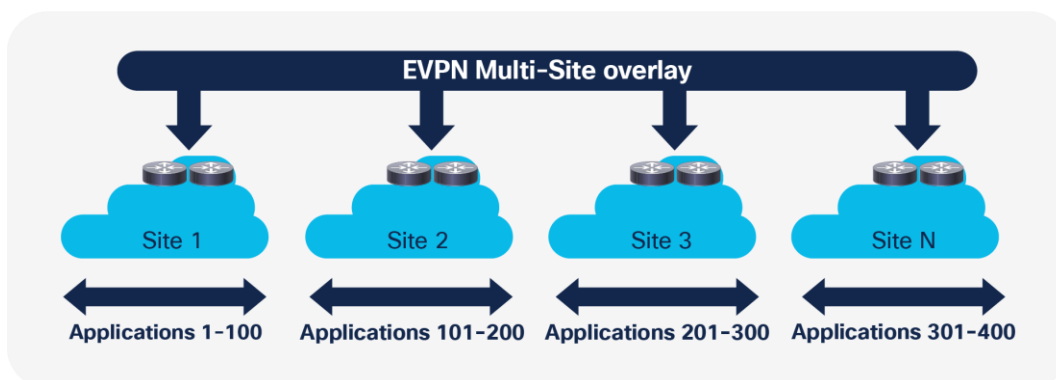 EVPN Multi-Site overlay
Site 1
Site 2
Site 3
Site N
Applications 1-100
Applications 101-200
Applications 201-300
Applications 301-400